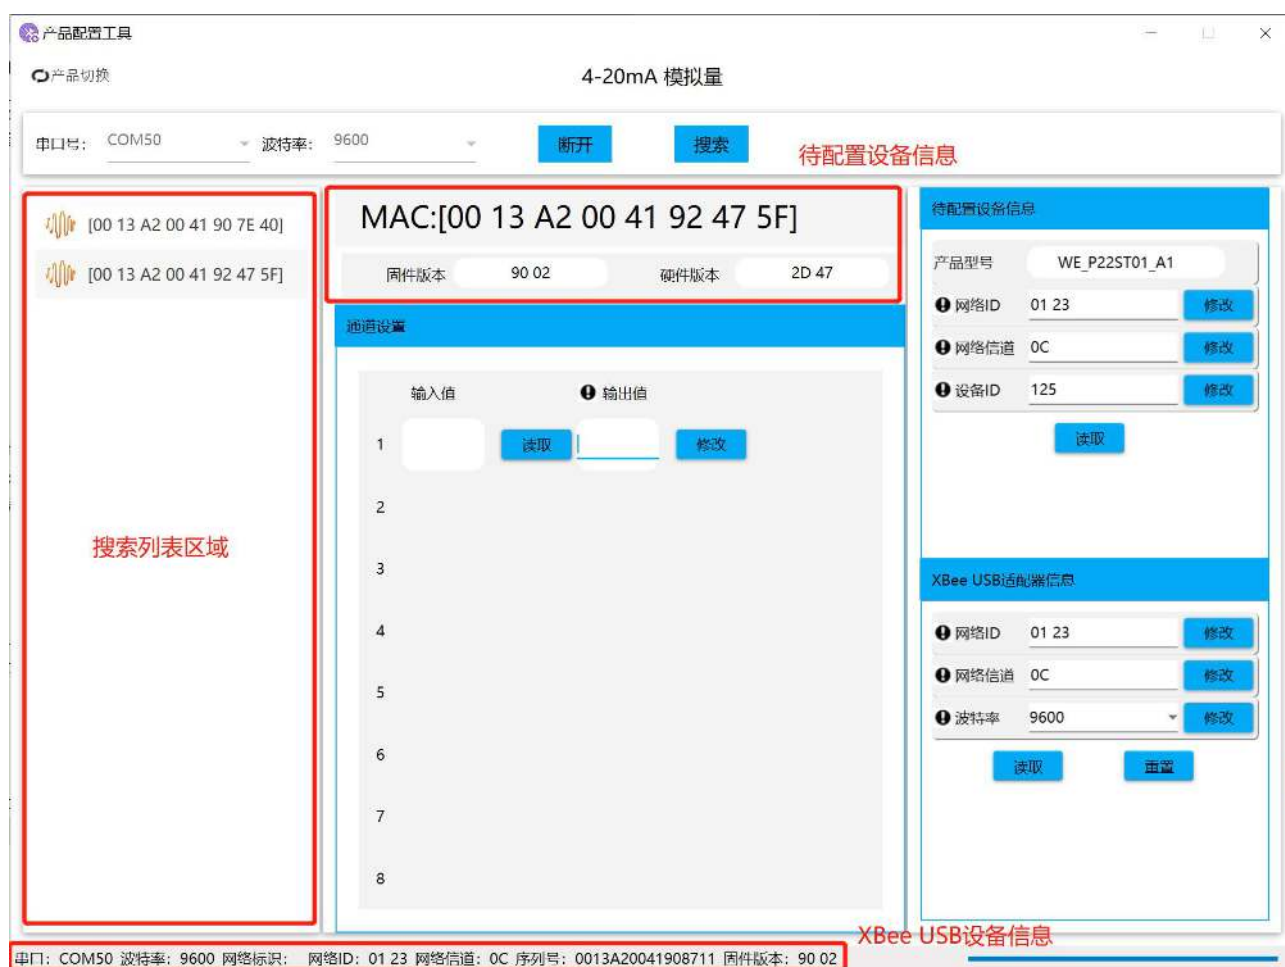 产品配置工具
产品切换
4-20mA 模拟量
串口号： COM50 波特率： 9600 断开 搜索
待配置设备信息
[00 13 A2 00 41 90 7E 40]
[00 13 A2 00 41 92 47 5F]
搜索列表区域
MAC:[00 13 A2 00 41 92 47 5F]
固件版本 90 02 硬件版本 2D 47
通道设置
输入值 输出值
1 读取 修改
2
3
4
5
6
7
8
待配置设备信息
产品型号 WE_P22ST01_A1
网络ID 01 23 修改
网络信道 0C 修改
设备ID 125 修改
读取
XBee USB适配器信息
网络ID 01 23 修改
网络信道 0C 修改
波特率 9600 修改
读取 重置
XBee USB设备信息
串口： COM50 波特率：9600 网络标识： 网络ID：01 23 网络信道：0C 序列号：0013A20041908711 固件版本：90 02